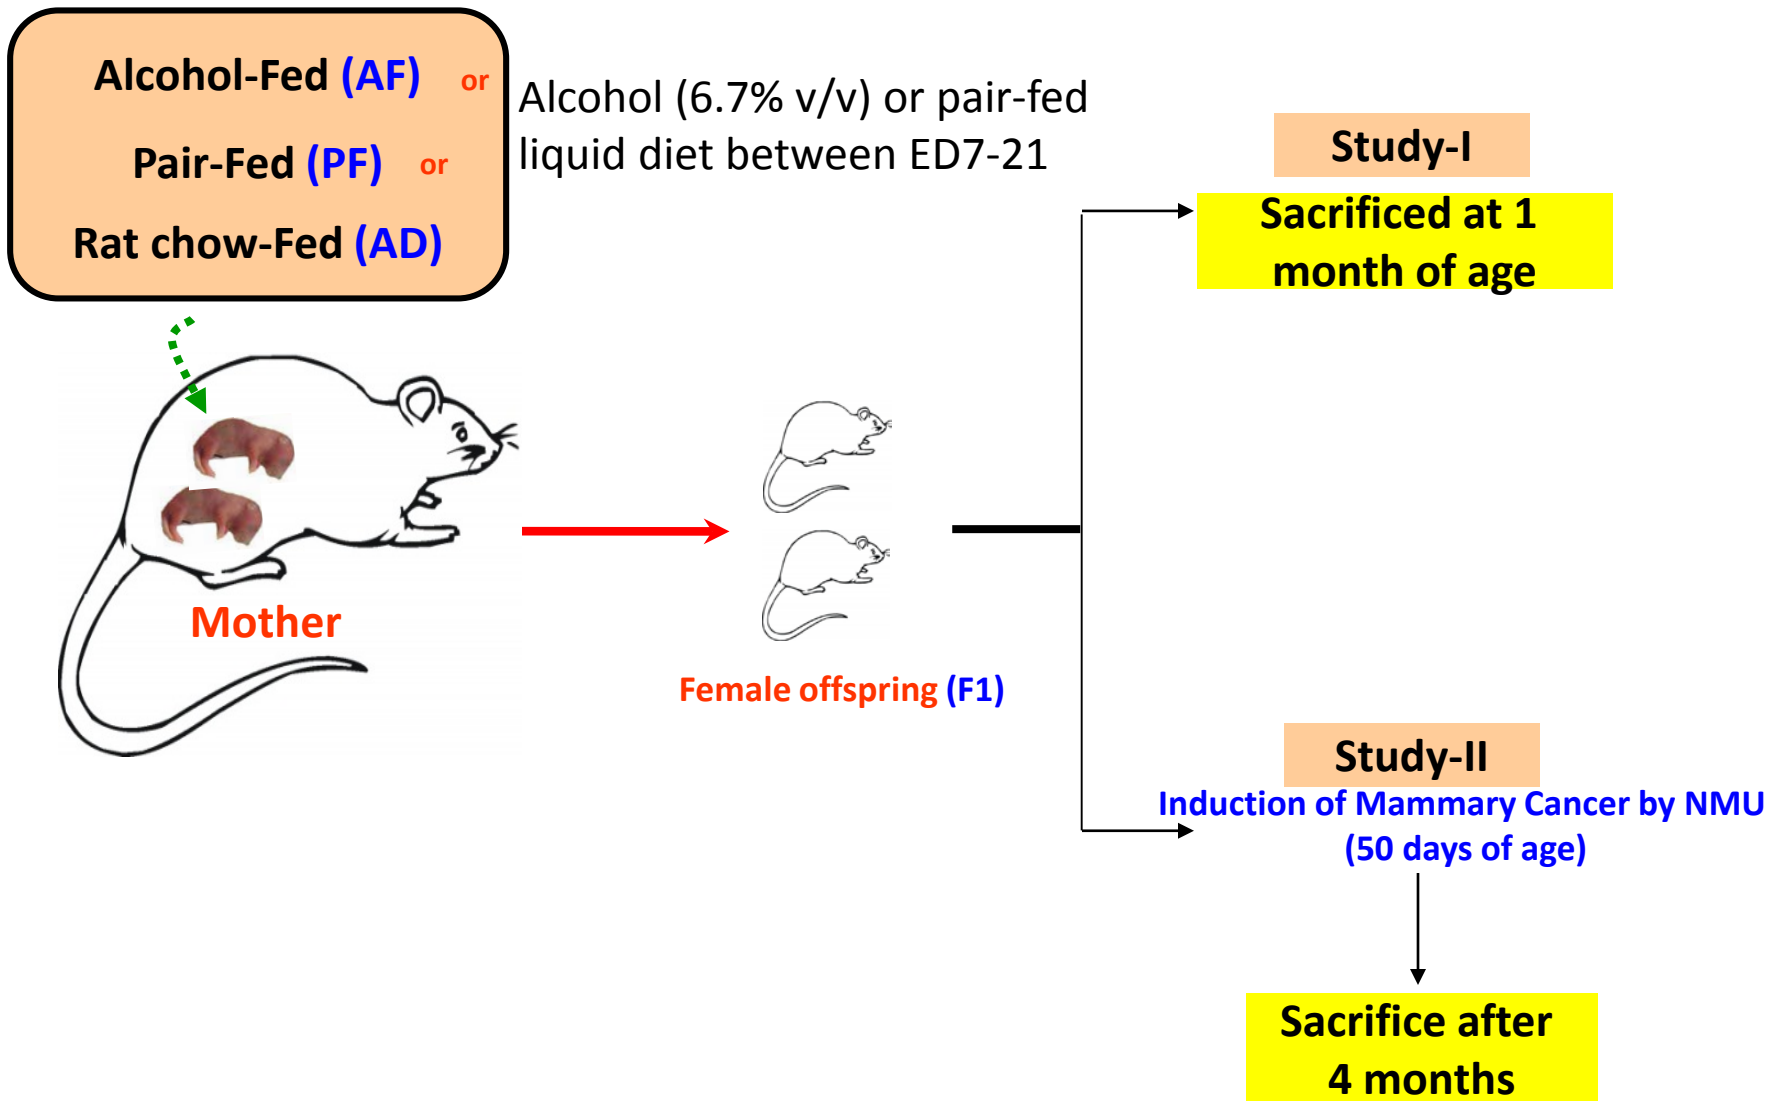 Alcohol-Fed (AF) or
Pair-Fed (PF) or
Rat chow-Fed (AD)
Alcohol (6.7% v/v) or pair-fed
liquid diet between ED7-21
Mother
Female offspring (F1)
Study-I
Sacrificed at 1
month of age
Study-II
Induction of Mammary Cancer by NMU
(50 days of age)
Sacrifice after
4 months